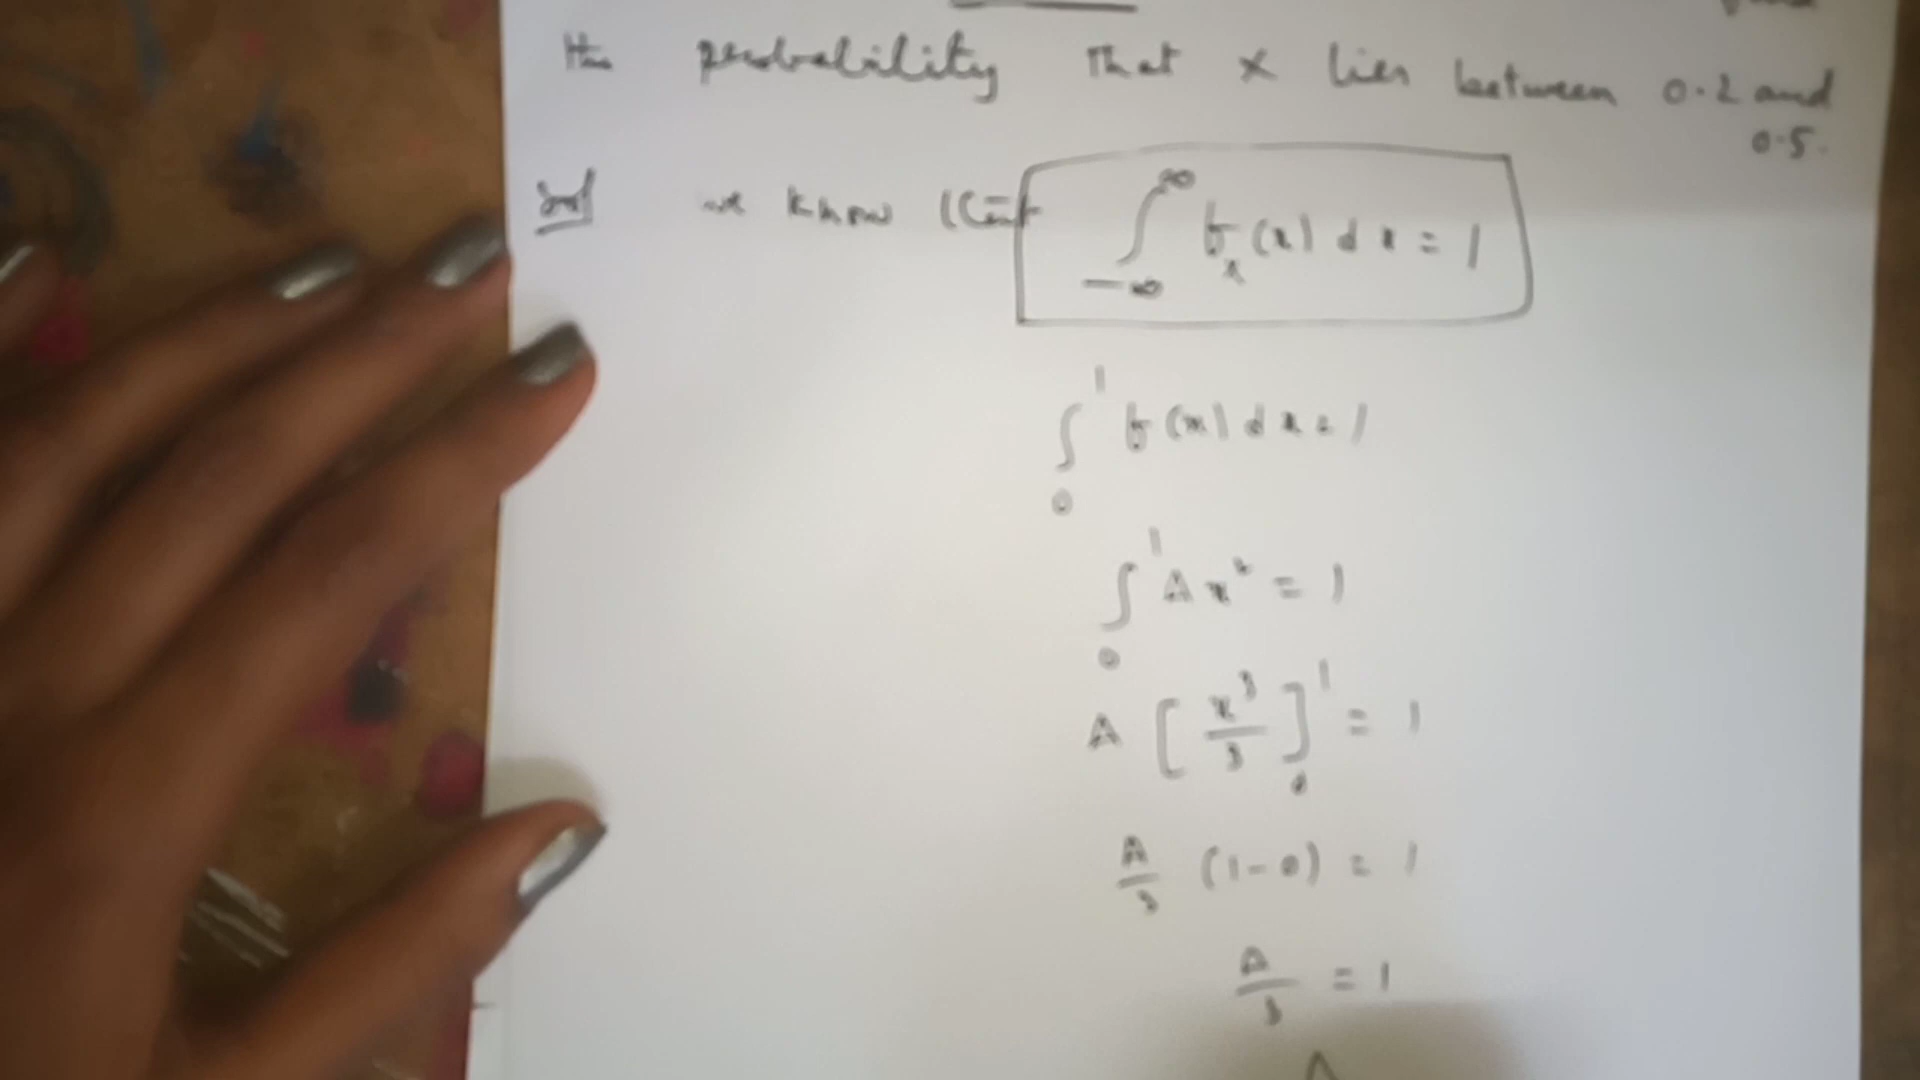 the probability that x lies between 0.2 and
0.5.
Sol we know that ∫_{-∞}^{∞} f_x(x) dx = 1
∫_0^1 f(x) dx = 1
∫_0^1 Ax² = 1
A [x³/3]_0^1 = 1
A/3 (1-0) = 1
A/3 = 1